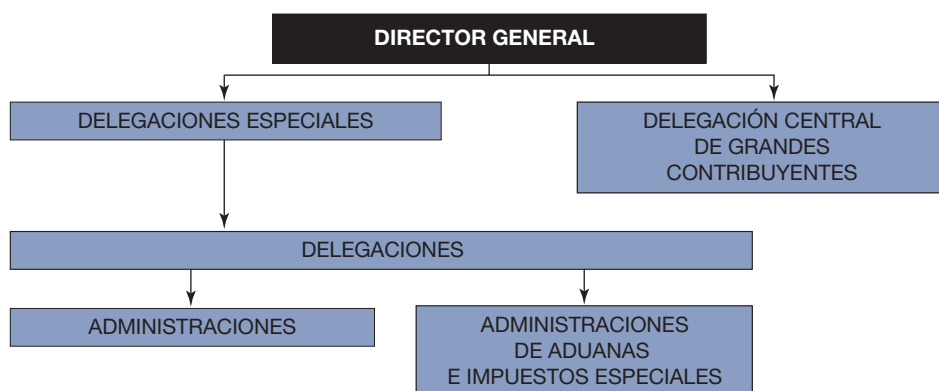 DIRECTOR GENERAL
DELEGACIONES ESPECIALES
DELEGACIÓN CENTRAL
DE GRANDES
CONTRIBUYENTES
DELEGACIONES
ADMINISTRACIONES
ADMINISTRACIONES
DE ADUANAS
E IMPUESTOS ESPECIALES